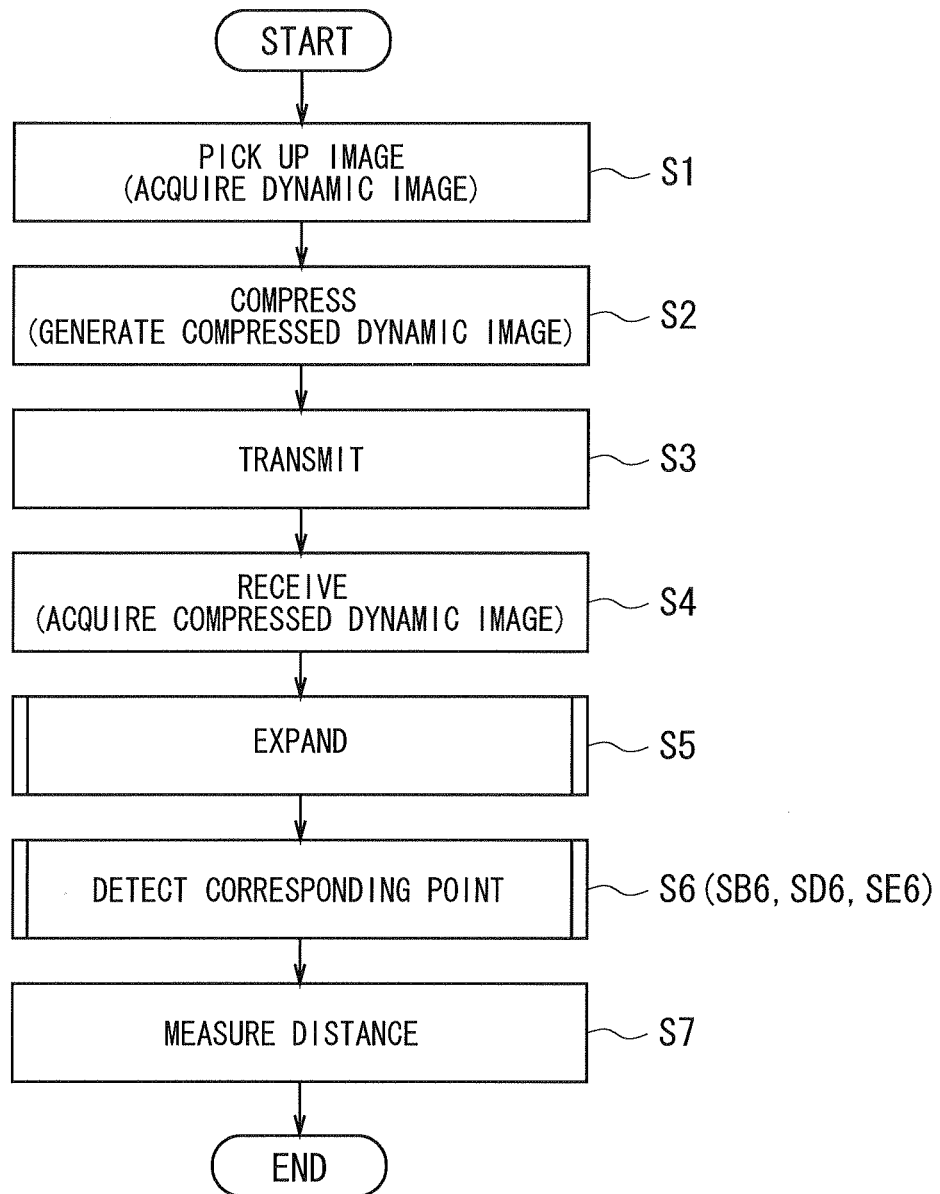 START
PICK UP IMAGE
(ACQUIRE DYNAMIC IMAGE)
S1
COMPRESS
(GENERATE COMPRESSED DYNAMIC IMAGE)
S2
TRANSMIT
S3
RECEIVE
(ACQUIRE COMPRESSED DYNAMIC IMAGE)
S4
EXPAND
S5
DETECT CORRESPONDING POINT
S6 (SB6, SD6, SE6)
MEASURE DISTANCE
S7
END